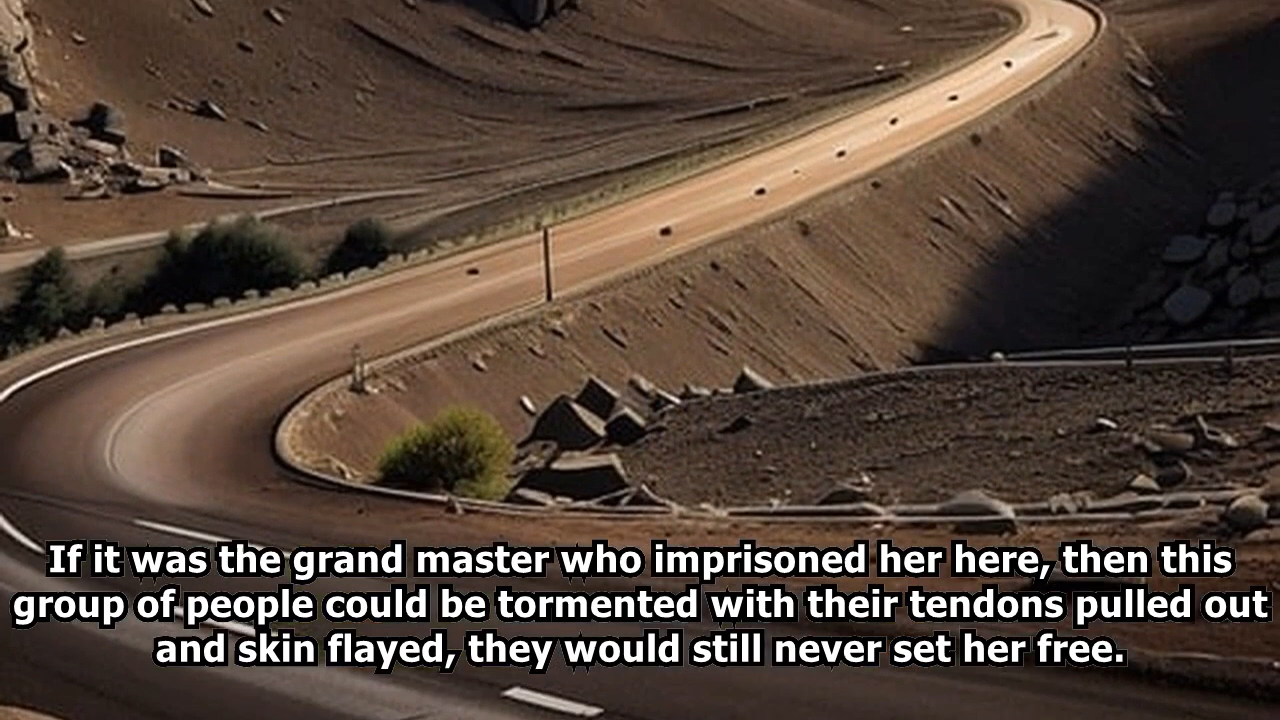 If it was the grand master who imprisoned her here, then this
group of people could be tormented with their tendons pulled out
and skin flayed, they would still never set her free.